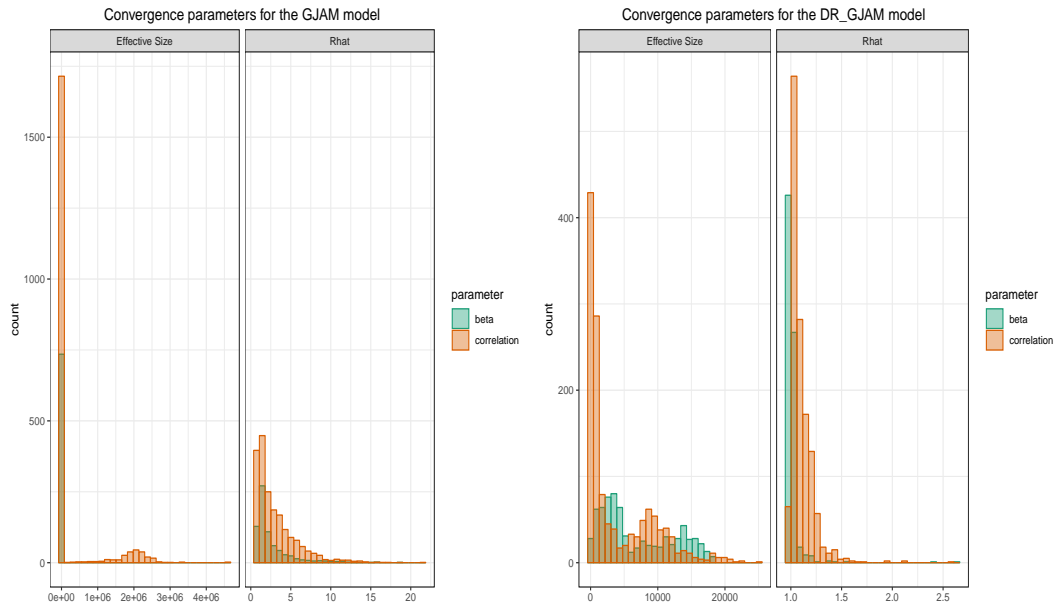 Convergence parameters for the GJAM model
Effective Size
Rhat
1500
1000
500
0
count
0e+00
1e+06
2e+06
3e+06
4e+06
0
5
10
15
20
parameter
beta
correlation
Convergence parameters for the DR_GJAM model
Effective Size
Rhat
400
200
0
count
0
10000
20000
1.0
1.5
2.0
2.5
parameter
beta
correlation